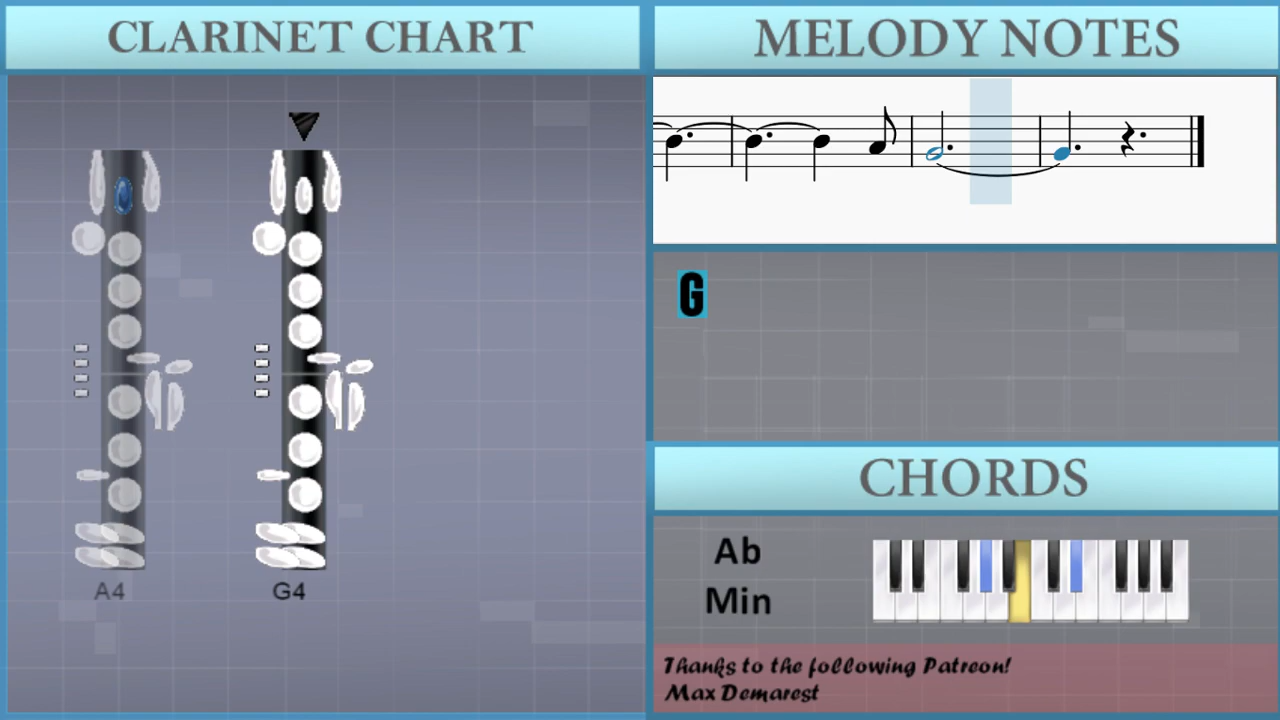 CLARINET CHART
MELODY NOTES
G
A4
G4
CHORDS
Ab
Min
Thanks to the following Patreon!
Max Demarest